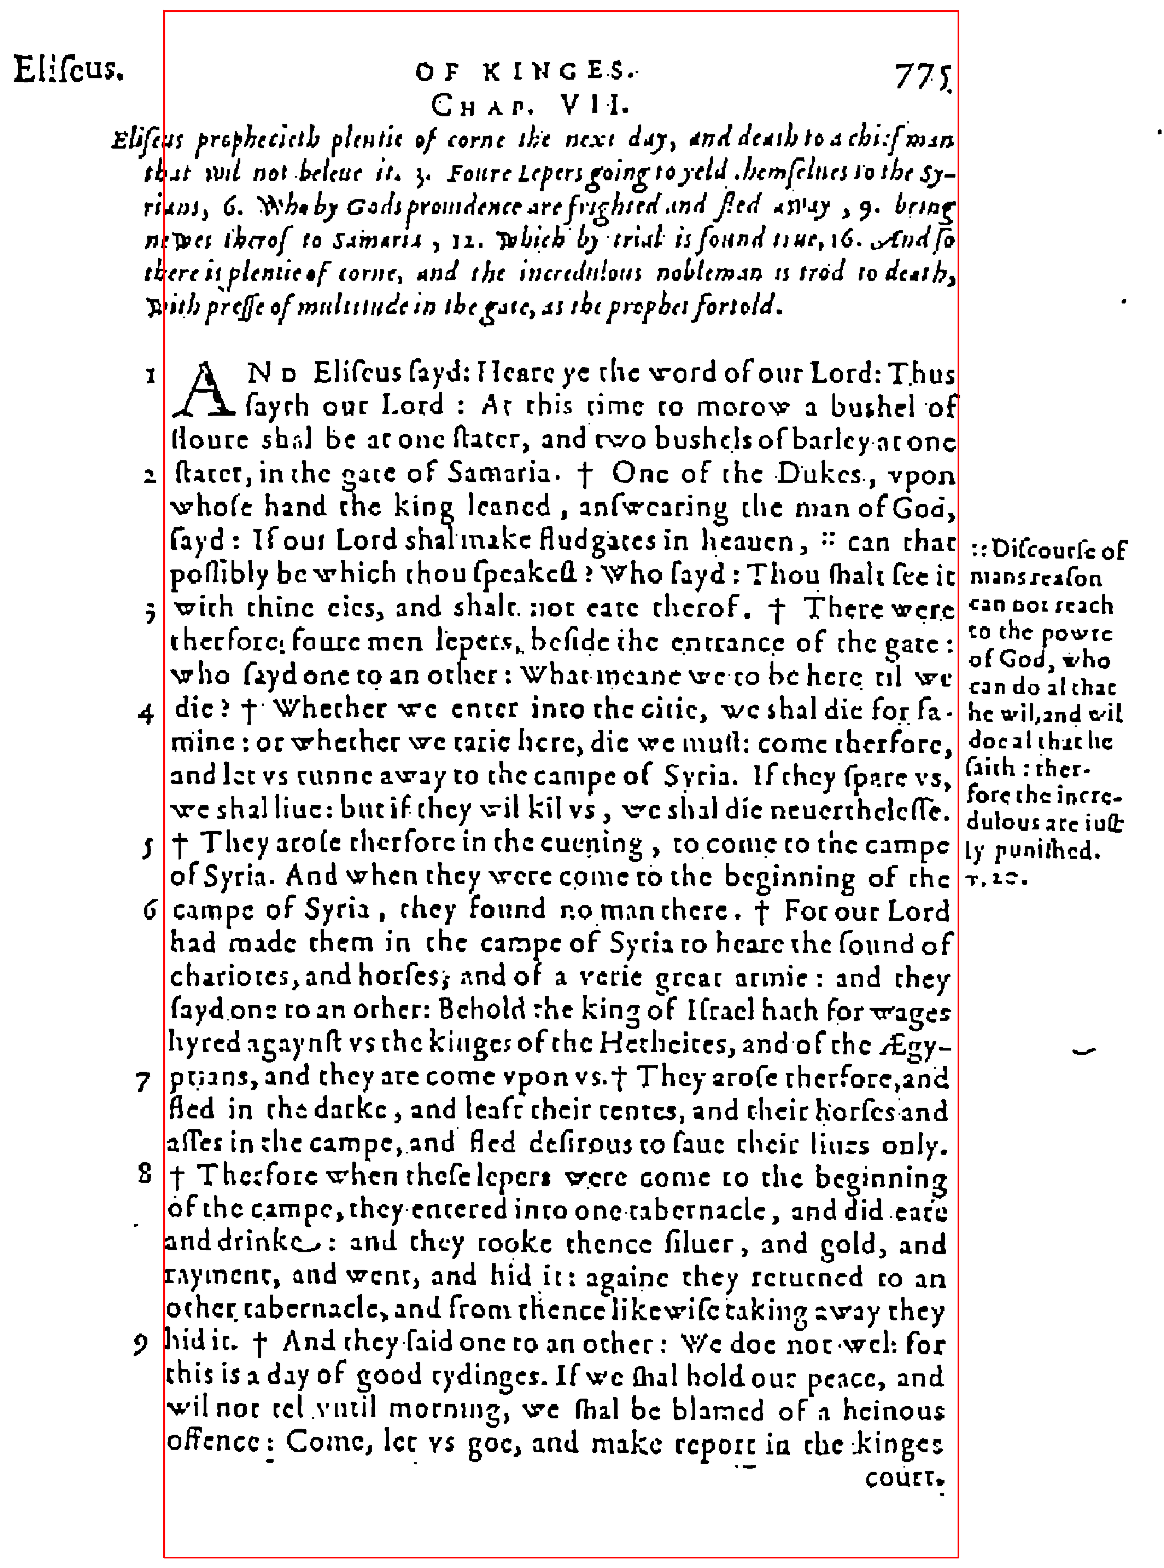 Eliſeus. OF KINGES. 775.
CHAP. VII.
Eliſeus prophecieth plentie of corne the next day, and death to a chief man
that wil not beleue it. 3. Foure Lepers going to yeld themſelues to the Sy-
rians, 6. Who by Gods prouidence are frighted and fled away, 9. bring
newes therof to Samaria, 12. Which by trial is found true, 16. And ſo
there is plentie of corne, and the incredulous nobleman is trod to death,
with preſſe of multitude in the gate, as the prophet fortold.
1 AND Eliſeus ſayd: Heare ye the word of our Lord: Thus
ſayth our Lord : At this time to morow a buſhel of
floure shal be at one ſtater, and two bushels of barley at one
2 ſtater, in the gate of Samaria. † One of the Dukes, vpon
whoſe hand the king leaned, anſwearing the man of God,
ſayd: If our Lord shal make fludgates in heauen, :: can that
poſſibly be which thou ſpeakeſt? Who ſayd: Thou ſhalt ſee it
3 with thine eies, and shalt not eate therof. † There were
therfore foure men lepers, beſide the entrance of the gate:
who ſayd one to an other: What meane we to be here til we
4 die? † Whether we enter into the citie, we shal die for fa-
mine: or whether we tarie here, die we muſt: come therfore,
and let vs runne away to the campe of Syria. If they ſpare vs,
we shal liue: but if they wil kil vs, we shal die neuertheleſſe.
5 † They aroſe therfore in the euening, to come to the campe
of Syria. And when they were come to the beginning of the
6 campe of Syria, they found no man there. † For our Lord
had made them in the campe of Syria to heare the ſound of
chariotes, and horſes, and of a verie great armie: and they
ſayd one to an other: Behold the king of Iſrael hath for wages
hyred agaynſt vs the kinges of the Hetheites, and of the Ægy-
7 ptians, and they are come vpon vs. † They aroſe therfore, and
fled in the darke, and leaft their tentes, and their horſes and
aſſes in the campe, and fled deſirous to ſaue their liues only.
8 † Therfore when theſe lepers were come to the beginning
of the campe, they entered into one tabernacle, and did eate
and drinke: and they tooke thence ſiluer, and gold, and
rayment, and went, and hid it: againe they returned to an
other tabernacle, and from thence likewiſe taking away they
9 hid it. † And they ſaid one to an other: We doe not wel: for
this is a day of good tydinges. If we ſhal hold our peace, and
wil not tel vntil morning, we ſhal be blamed of a heinous
offence: Come, let vs goe, and make report in the kinges
court.
:: Diſcourſe of
mans reaſon
can not reach
to the powre
of God, who
can do al that
he wil, and wil
doe al that he
ſaith: ther-
fore the incre-
dulous are iuſt
ly puniſhed.
v. 20.